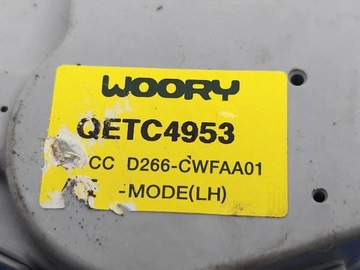 WOORY
QETC4953
CC D266-CWFAA01
-MODE(LH)